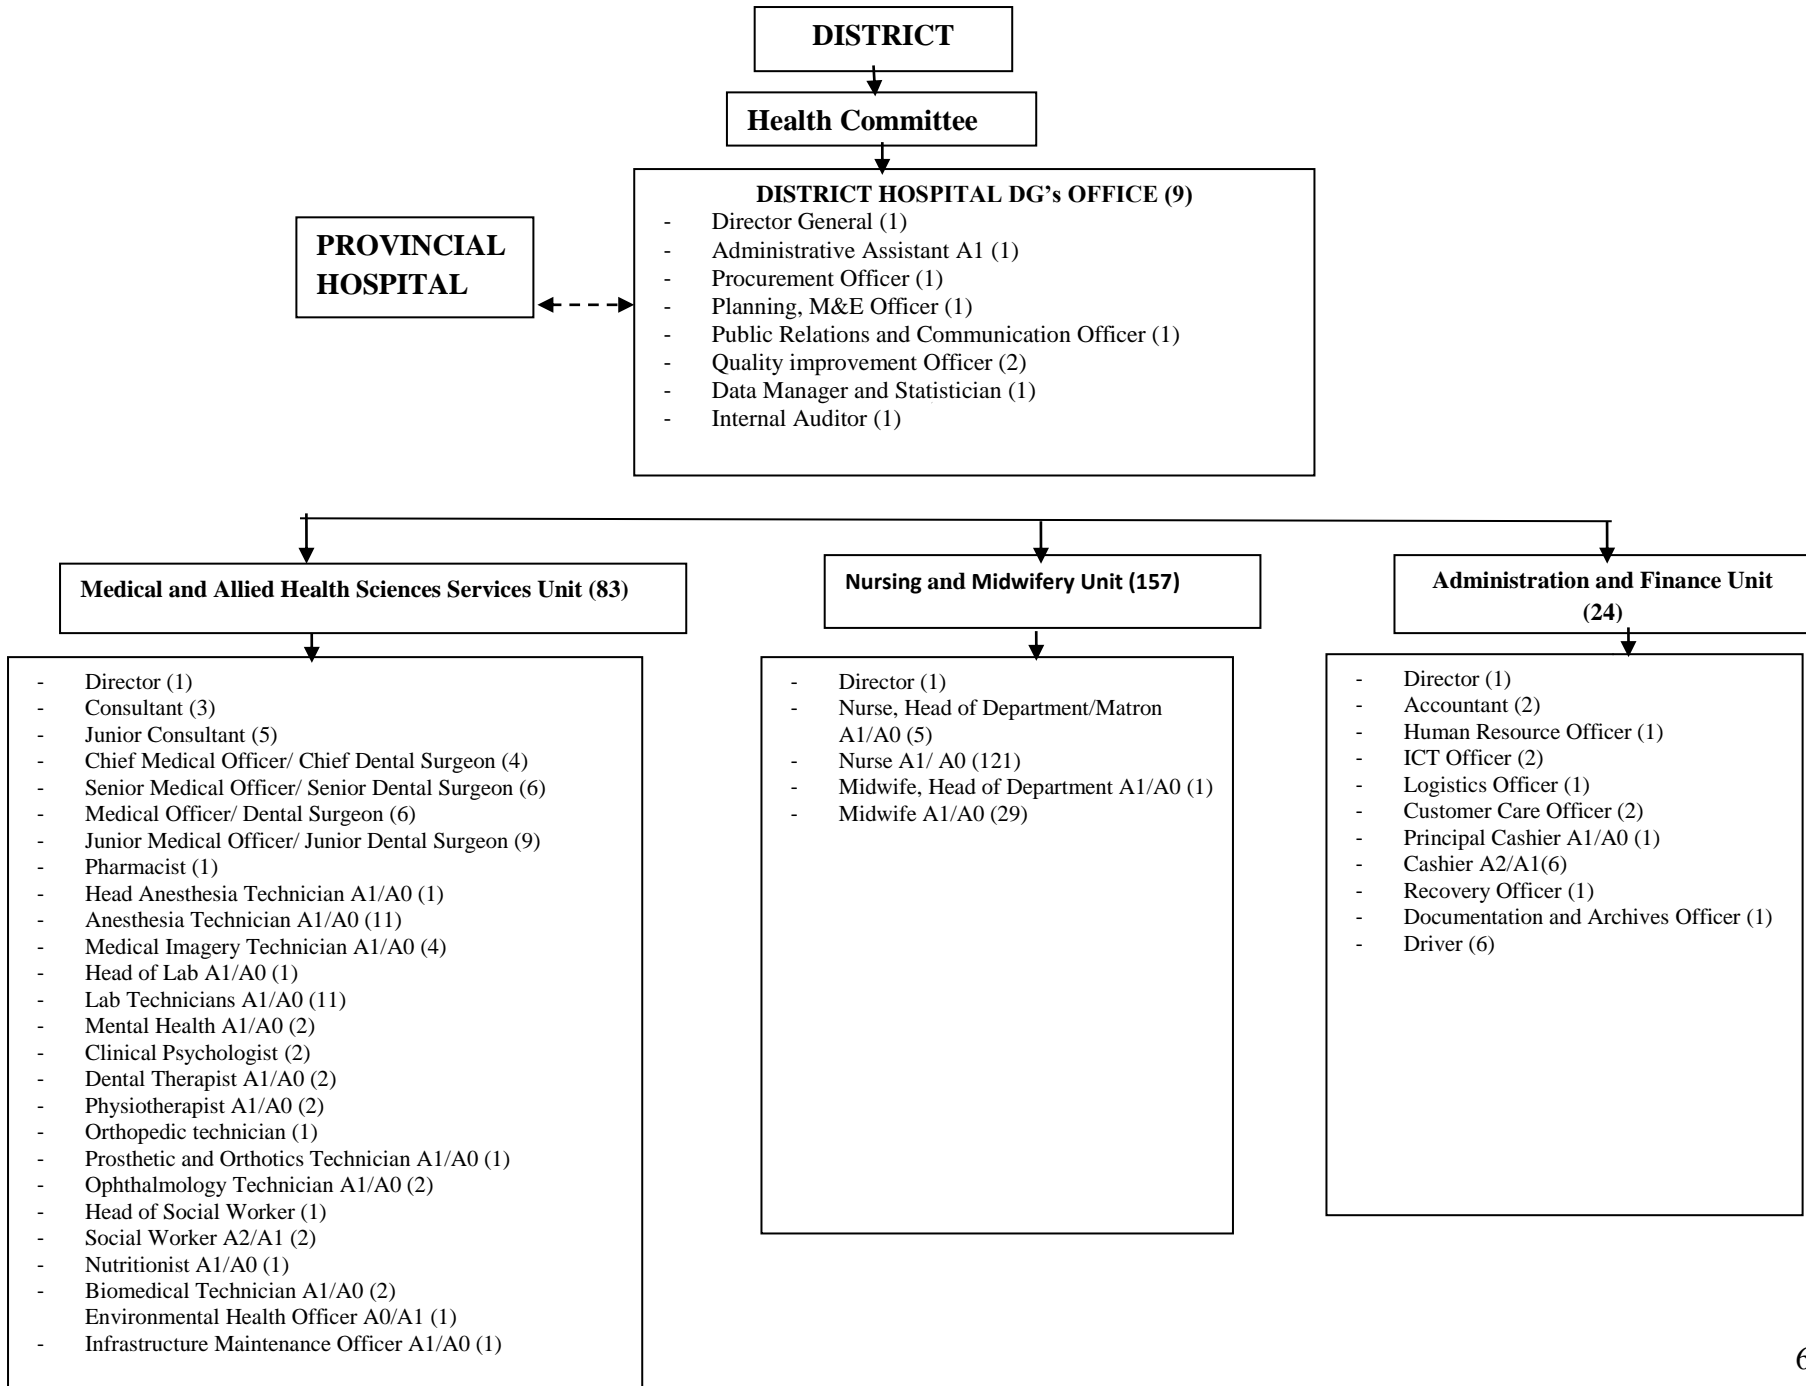 DISTRICT
Health Committee
DISTRICT HOSPITAL DG’s OFFICE (9)
- Director General (1)
- Administrative Assistant A1 (1)
- Procurement Officer (1)
- Planning, M&E Officer (1)
- Public Relations and Communication Officer (1)
- Quality improvement Officer (2)
- Data Manager and Statistician (1)
- Internal Auditor (1)
PROVINCIAL
HOSPITAL
Medical and Allied Health Sciences Services Unit (83)
- Director (1)
- Consultant (3)
- Junior Consultant (5)
- Chief Medical Officer/ Chief Dental Surgeon (4)
- Senior Medical Officer/ Senior Dental Surgeon (6)
- Medical Officer/ Dental Surgeon (6)
- Junior Medical Officer/ Junior Dental Surgeon (9)
- Pharmacist (1)
- Head Anesthesia Technician A1/A0 (1)
- Anesthesia Technician A1/A0 (11)
- Medical Imagery Technician A1/A0 (4)
- Head of Lab A1/A0 (1)
- Lab Technicians A1/A0 (11)
- Mental Health A1/A0 (2)
- Clinical Psychologist (2)
- Dental Therapist A1/A0 (2)
- Physiotherapist A1/A0 (2)
- Orthopedic technician (1)
- Prosthetic and Orthotics Technician A1/A0 (1)
- Ophthalmology Technician A1/A0 (2)
- Head of Social Worker (1)
- Social Worker A2/A1 (2)
- Nutritionist A1/A0 (1)
- Biomedical Technician A1/A0 (2)
Environmental Health Officer A0/A1 (1)
- Infrastructure Maintenance Officer A1/A0 (1)
Nursing and Midwifery Unit (157)
- Director (1)
- Nurse, Head of Department/Matron
A1/A0 (5)
- Nurse A1/ A0 (121)
- Midwife, Head of Department A1/A0 (1)
- Midwife A1/A0 (29)
Administration and Finance Unit
(24)
- Director (1)
- Accountant (2)
- Human Resource Officer (1)
- ICT Officer (2)
- Logistics Officer (1)
- Customer Care Officer (2)
- Principal Cashier A1/A0 (1)
- Cashier A2/A1(6)
- Recovery Officer (1)
- Documentation and Archives Officer (1)
- Driver (6)
6